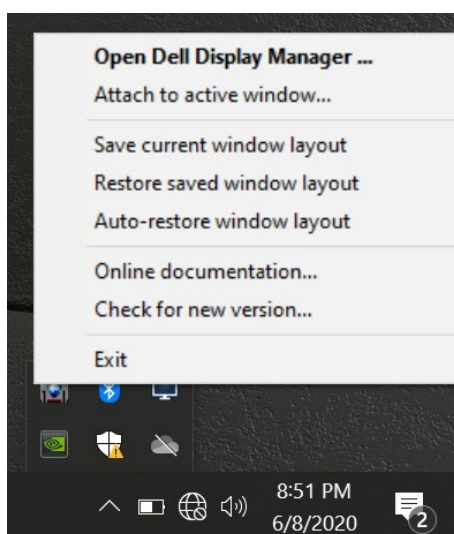 Open Dell Display Manager ...
Attach to active window...
Save current window layout
Restore saved window layout
Auto-restore window layout
Online documentation...
Check for new version...
Exit
8:51 PM
6/8/2020
2